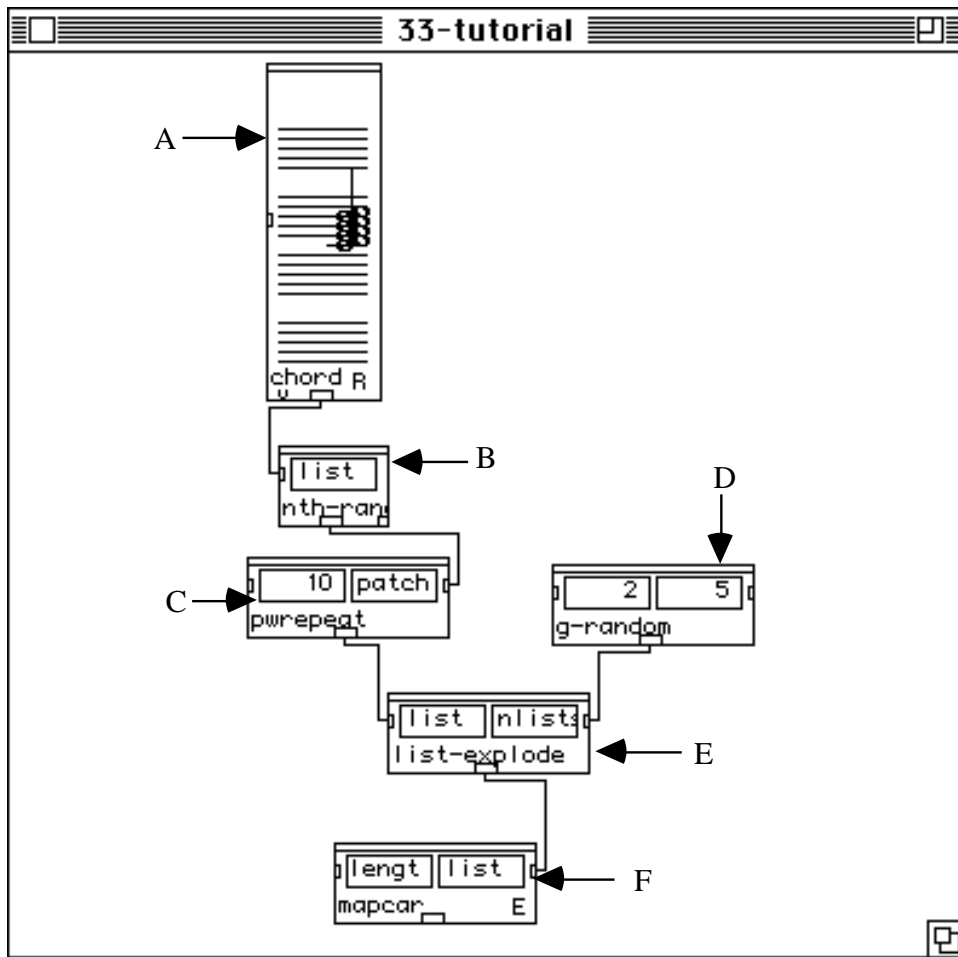 33-tutorial
A
chord R
v
B
list
nth-ran
D
C
10 patch
pwrepeat
2 5
g-random
list nlists
list-explode
E
lengt list
F
mapcar E